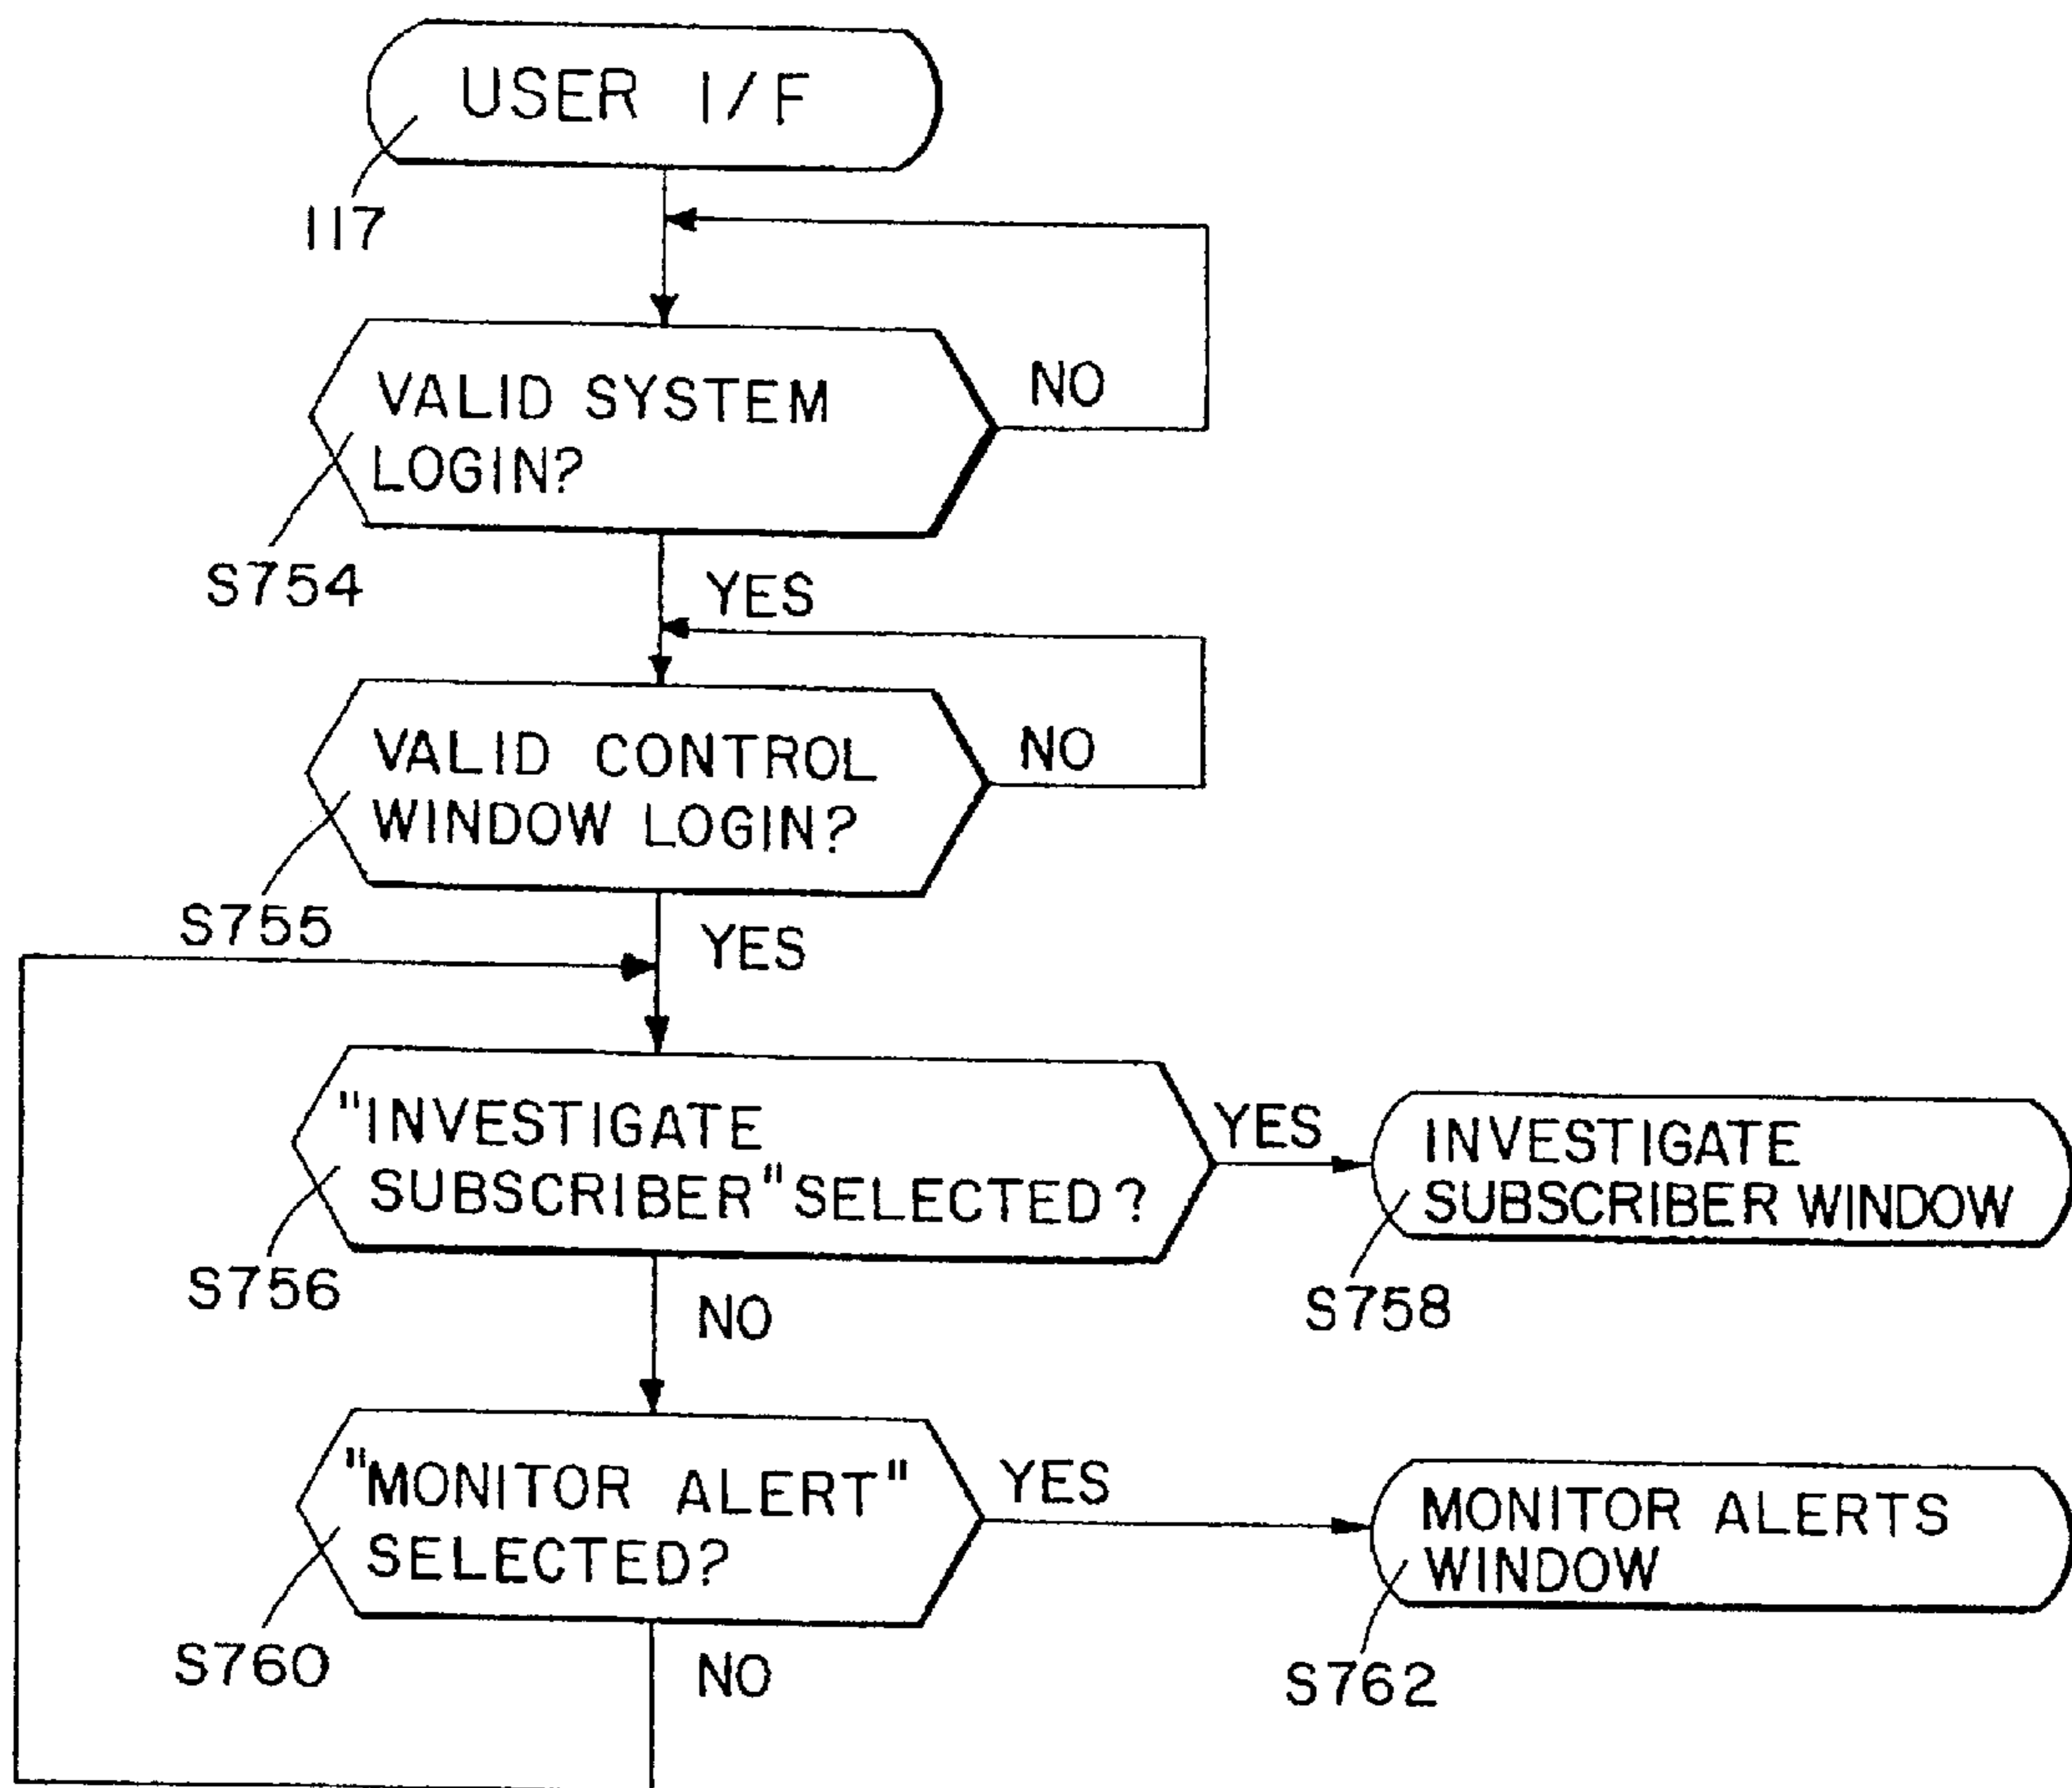 USER I/F
117
VALID SYSTEM
LOGIN?
NO
S754
YES
VALID CONTROL
WINDOW LOGIN?
NO
S755
YES
"INVESTIGATE
SUBSCRIBER" SELECTED?
YES
INVESTIGATE
SUBSCRIBER WINDOW
S756
S758
NO
"MONITOR ALERT"
SELECTED?
YES
MONITOR ALERTS
WINDOW
S760
S762
NO